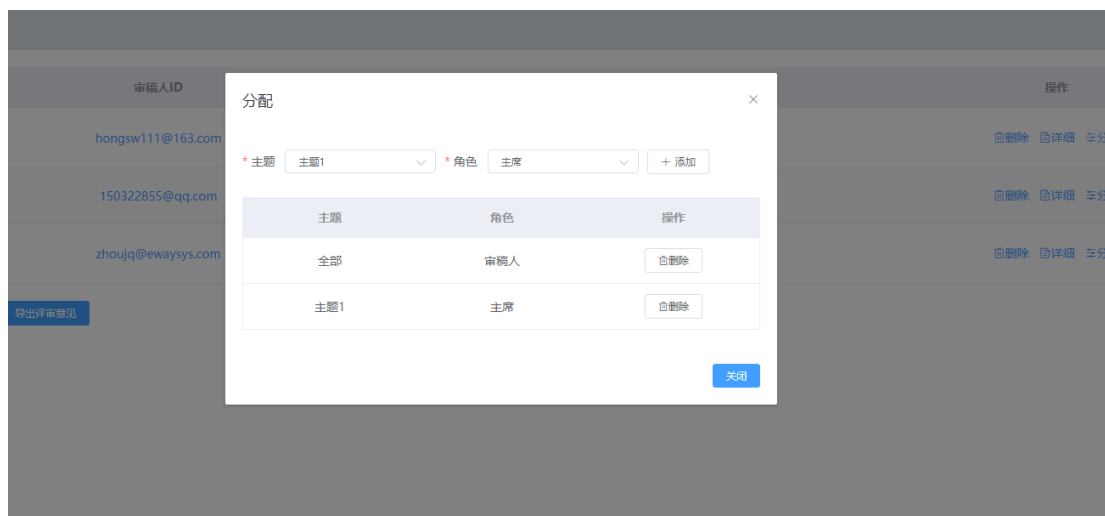 审稿人ID
操作
hongsw111@163.com
删除 详细 分
150322855@qq.com
删除 详细 分
zhoujq@ewaysys.com
删除 详细 分
导出评审意见
分配
* 主题 主题1 * 角色 主席 + 添加
主题 角色 操作
全部 审稿人 删除
主题1 主席 删除
关闭